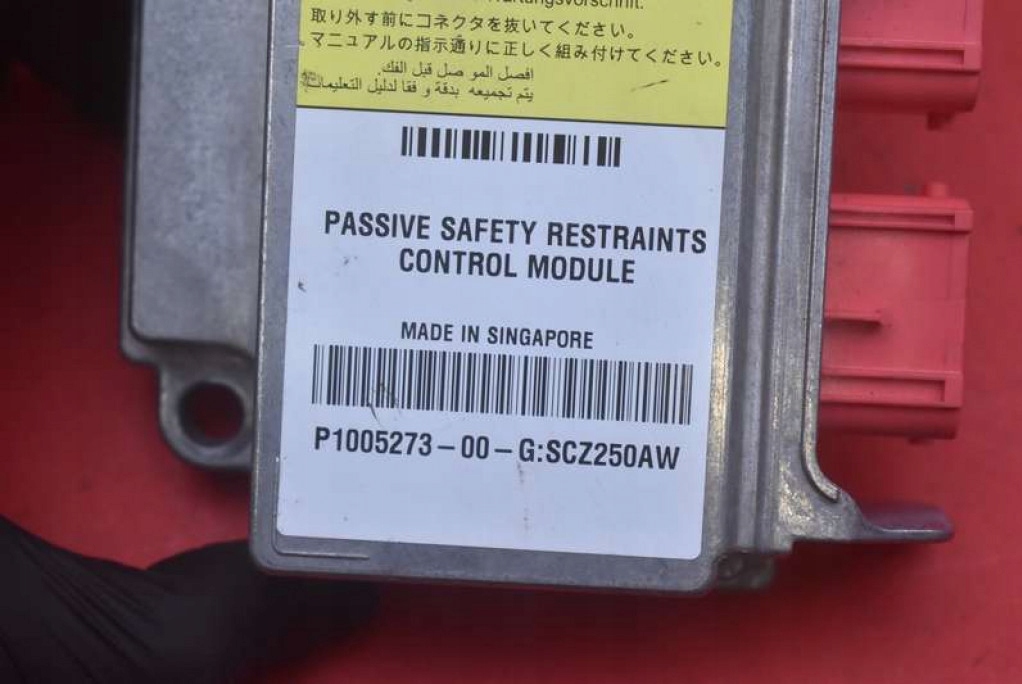 取り外す前にコネクタを抜いてください。
マニュアルの指示通りに正しく組み付けてください。
افصل الموصل قبل الفك.
يتم تجميعه بدقة و فقا لدليل التعليمات
PASSIVE SAFETY RESTRAINTS
CONTROL MODULE
MADE IN SINGAPORE
P1005273-00-G:SCZ250AW